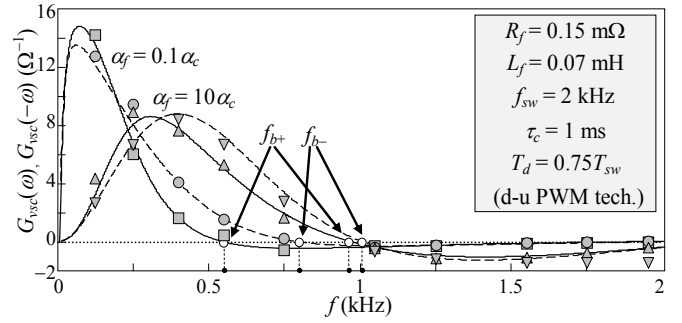 G_vsc(ω), G_vsc(-ω) (Ω⁻¹)
16
12
8
4
0
−2
α_f = 0.1α_c
α_f = 10α_c
f_b+
f_b−
R_f = 0.15 mΩ
L_f = 0.07 mH
f_sw = 2 kHz
τ_c = 1 ms
T_d = 0.75T_sw
(d-u PWM tech.)
0
0.5
1
1.5
2
f (kHz)